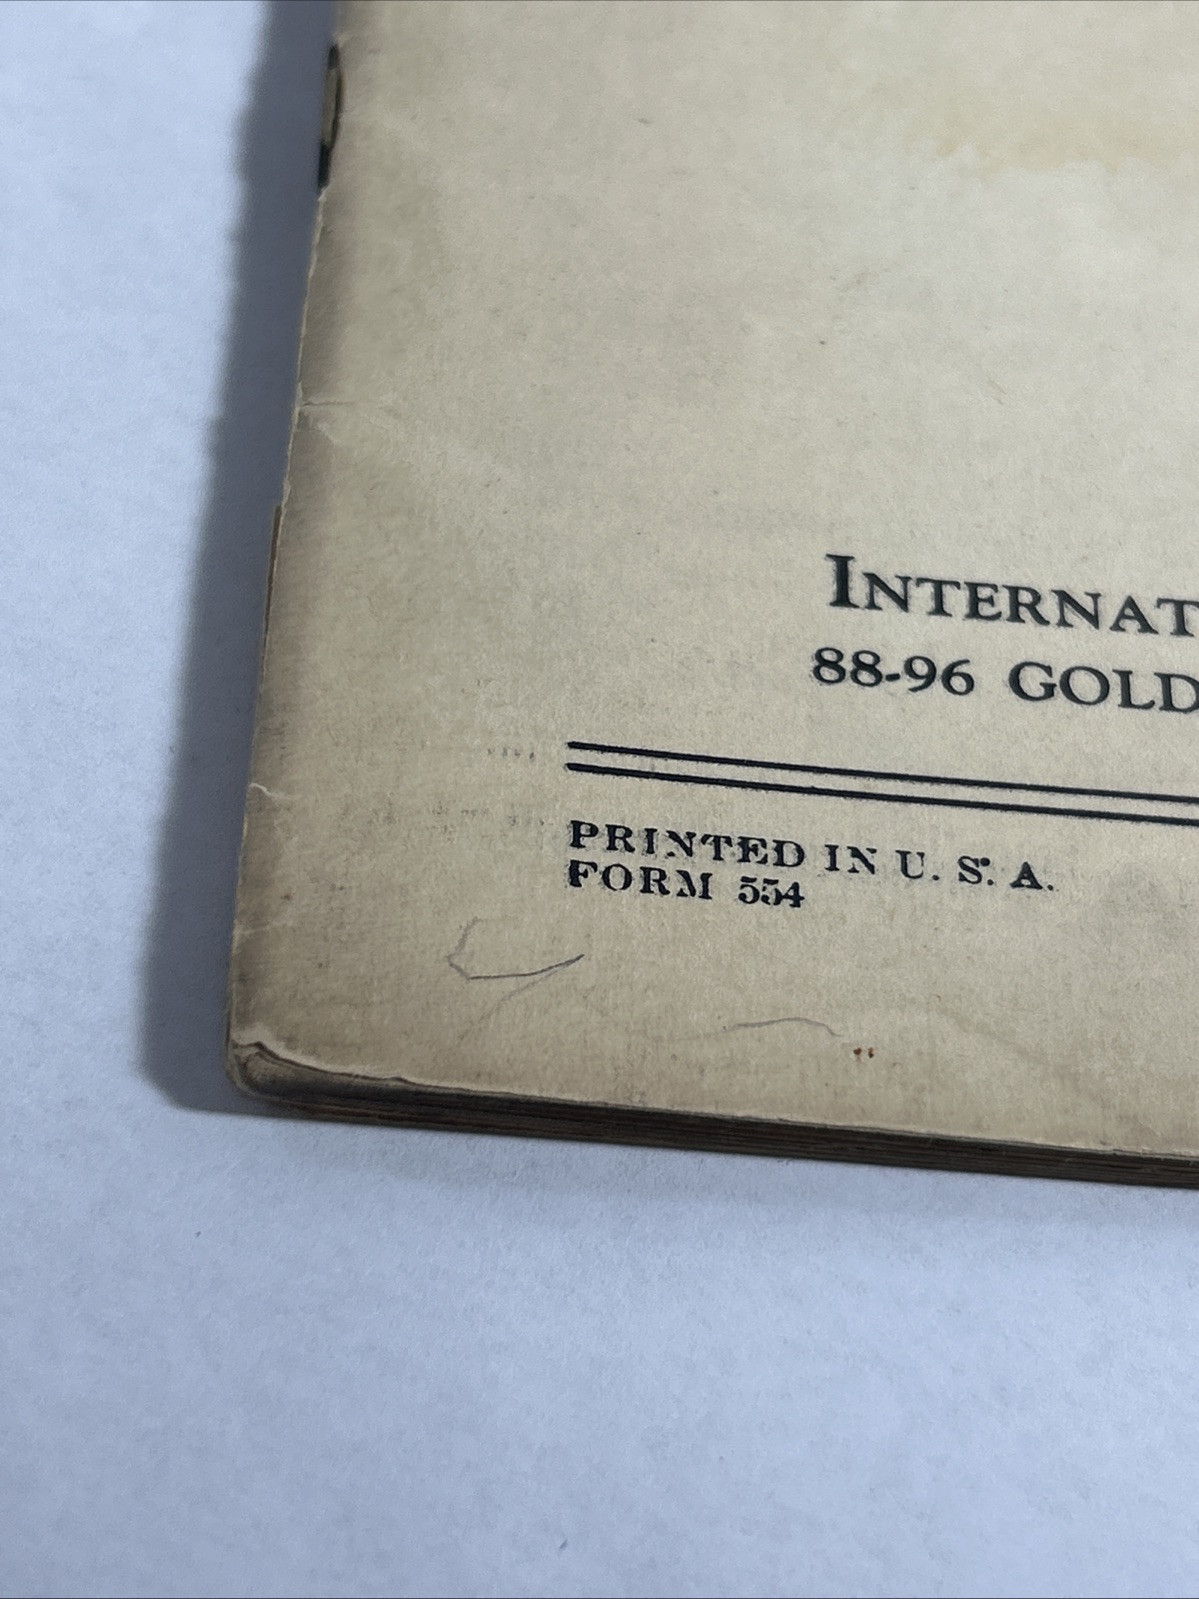 INTERNAT
88-96 GOLD
PRINTED IN U. S. A.
FORM 554